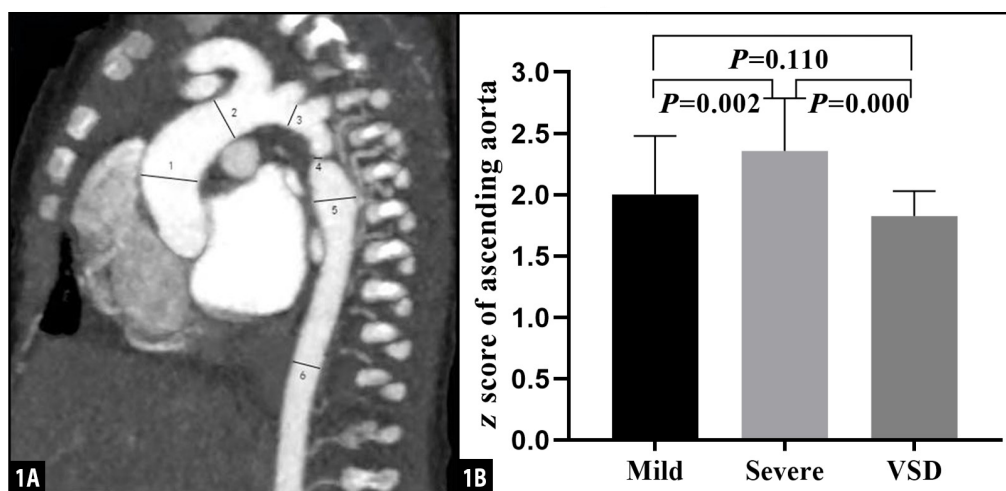 1
2
3
4
5
6
1A
P=0.110
P=0.002
P=0.000
z score of ascending aorta
3.0
2.5
2.0
1.5
1.0
0.5
0.0
Mild Severe VSD
1B